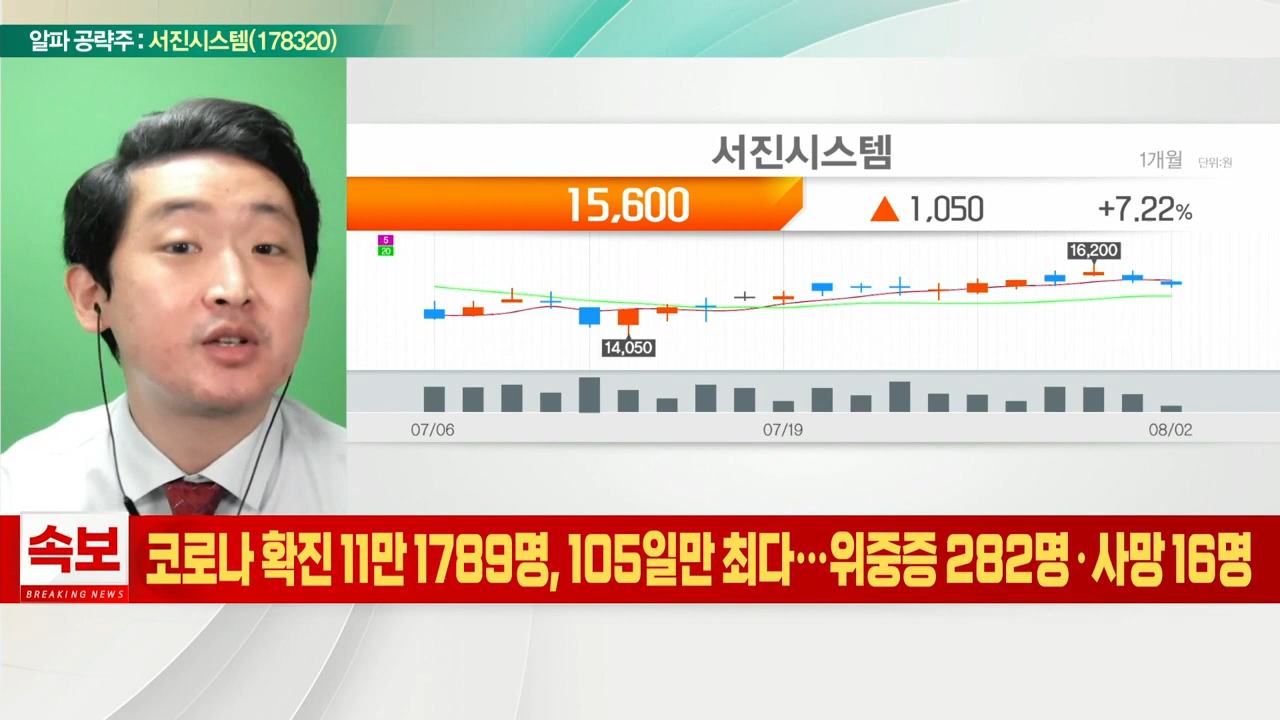 알파 공략주 : 서진시스템(178320)
서진시스템
1개월 단위:원
15,600 ▲ 1,050 +7.22%
5
20
16,200
14,050
07/06 07/19 08/02
속보 코로나 확진 11만 1789명, 105일만 최다…위중증 282명·사망 16명
BREAKING NEWS